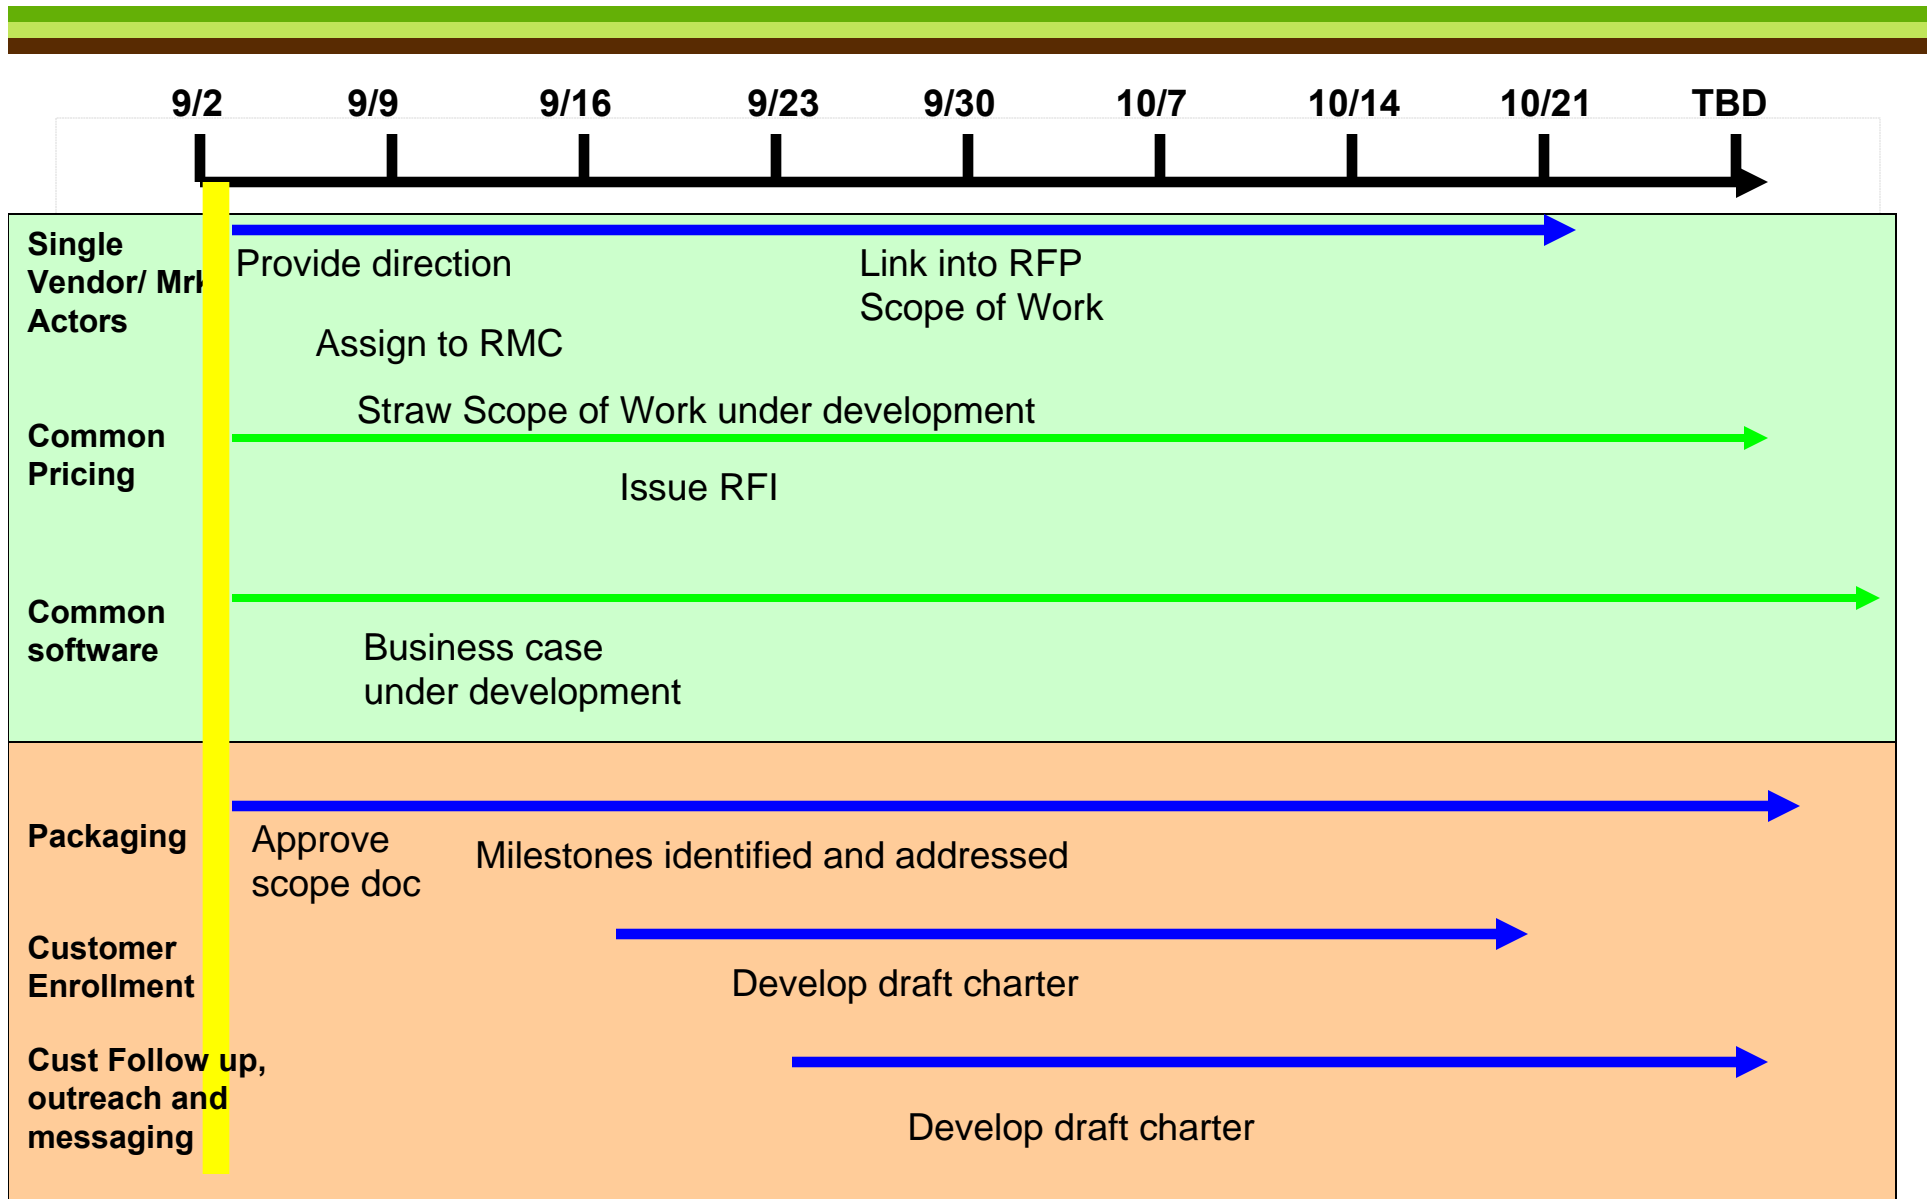 9/2 9/9 9/16 9/23 9/30 10/7 10/14 10/21 TBD
Single
Vendor/ Mrk
Actors
Provide direction
Link into RFP
Scope of Work
Assign to RMC
Straw Scope of Work under development
Common
Pricing
Issue RFI
Common
software
Business case
under development
Packaging
Approve
scope doc
Milestones identified and addressed
Customer
Enrollment
Develop draft charter
Cust Follow up,
outreach and
messaging
Develop draft charter